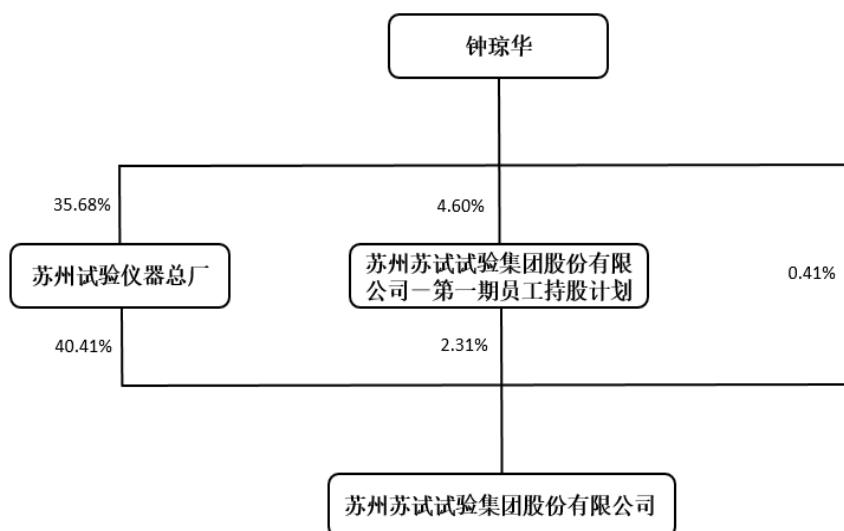 钟琼华
35.68%
4.60%
苏州试验仪器总厂
苏州苏试试验集团股份有限
公司－第一期员工持股计划
0.41%
40.41%
2.31%
苏州苏试试验集团股份有限公司